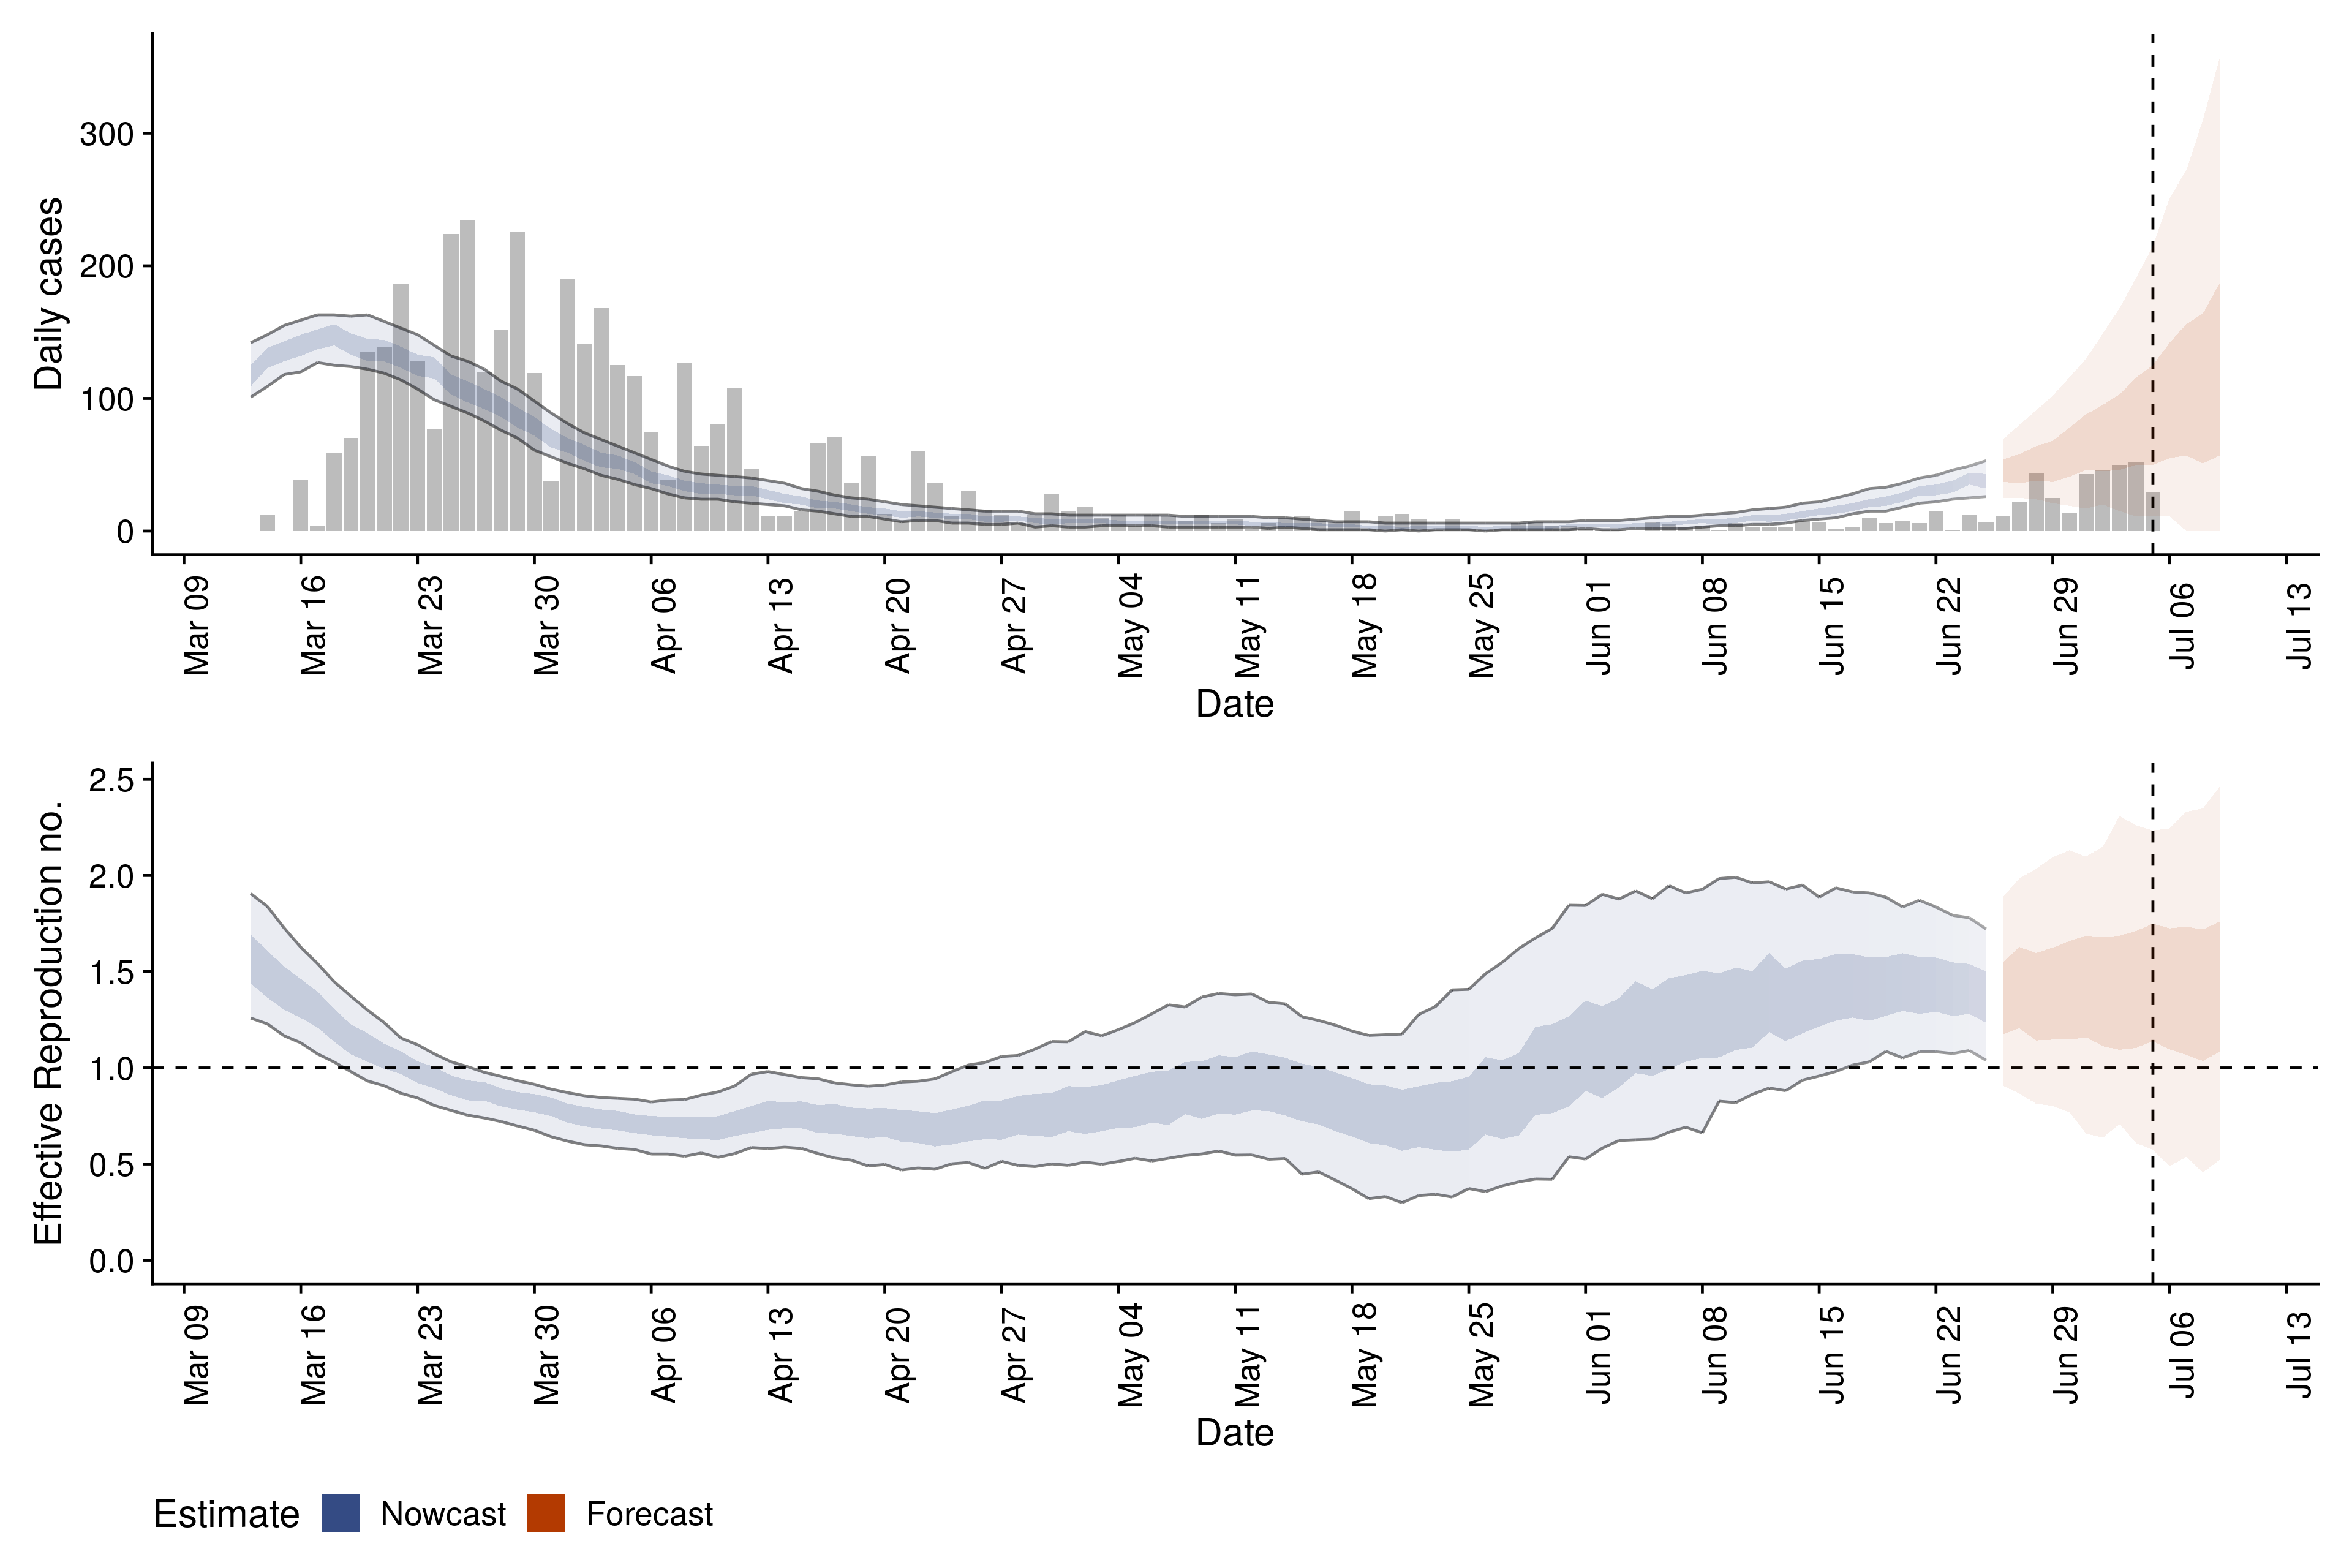 Daily cases
300
200
100
0
Mar 09
Mar 16
Mar 23
Mar 30
Apr 06
Apr 13
Apr 20
Apr 27
May 04
May 11
May 18
May 25
Jun 01
Jun 08
Jun 15
Jun 22
Jun 29
Jul 06
Jul 13
Date
Effective Reproduction no.
2.5
2.0
1.5
1.0
0.5
0.0
Mar 09
Mar 16
Mar 23
Mar 30
Apr 06
Apr 13
Apr 20
Apr 27
May 04
May 11
May 18
May 25
Jun 01
Jun 08
Jun 15
Jun 22
Jun 29
Jul 06
Jul 13
Date
Estimate Nowcast Forecast